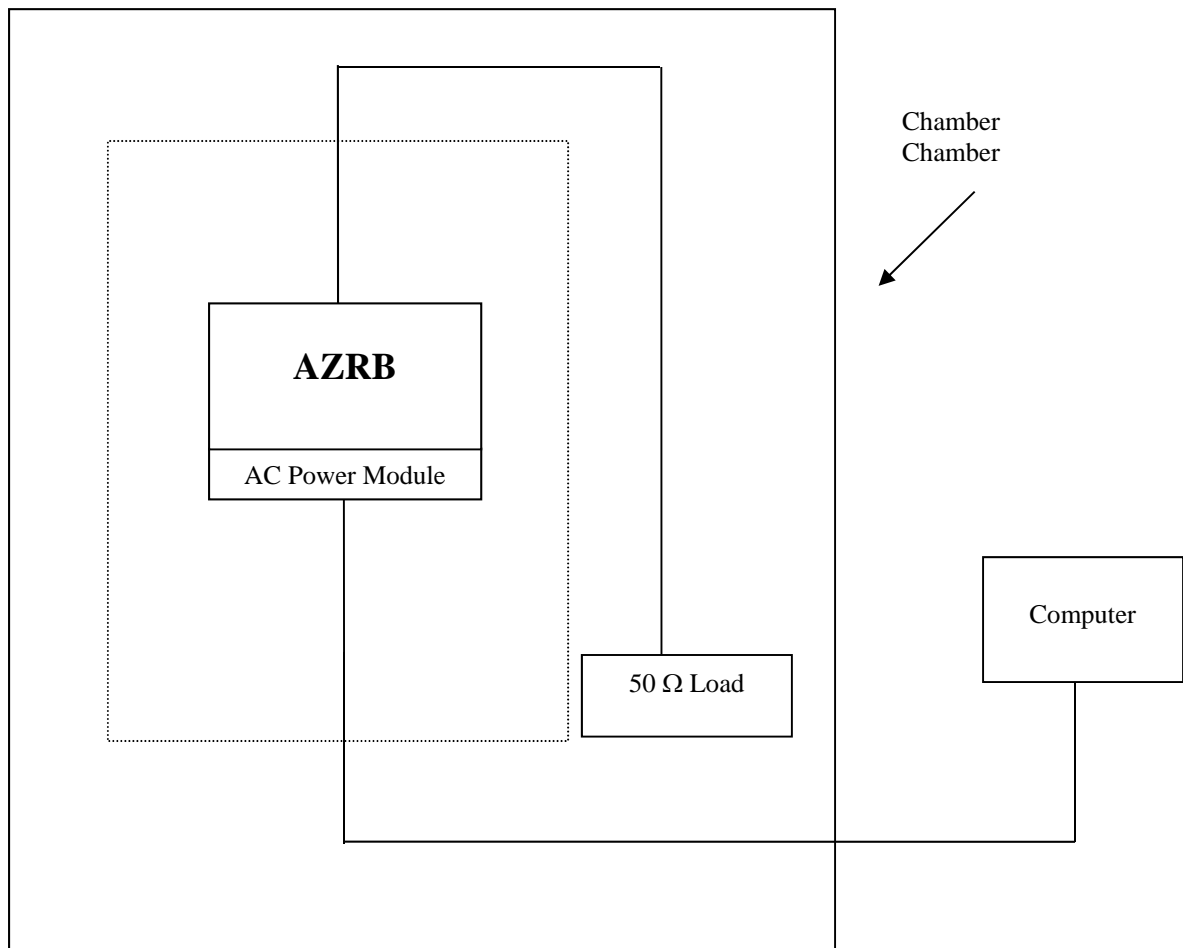 Chamber
Chamber
AZRB
AC Power Module
Computer
50 Ω Load